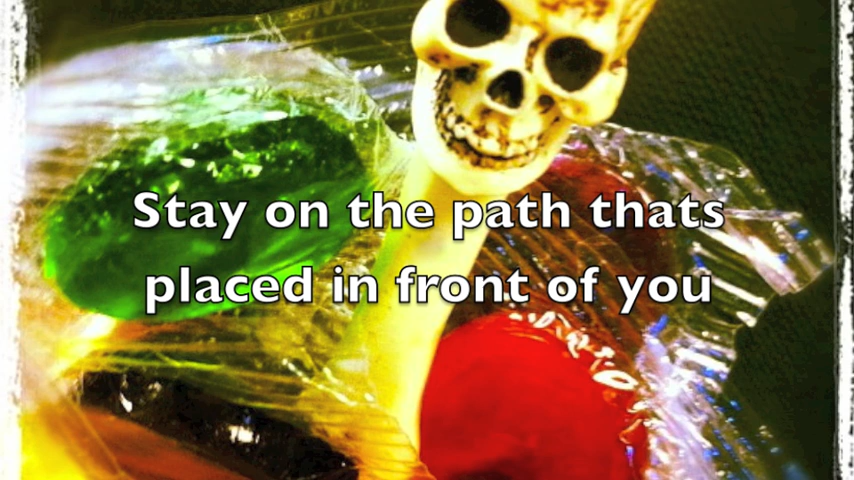 Stay on the path thats
placed in front of you